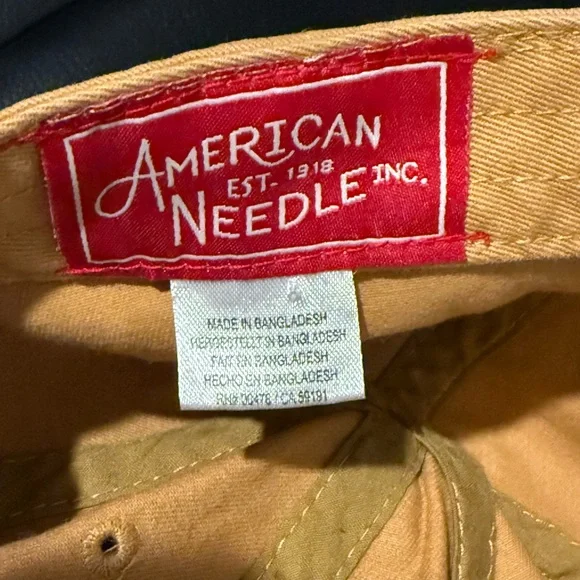 AMERICAN
EST. 1918
NEEDLE INC.
MADE IN BANGLADESH
HERGESTELLT IN BANGLADESH
FAIT EN BANGLADESH
HECHO EN BANGLADESH
RN# 00478 / CA 59191